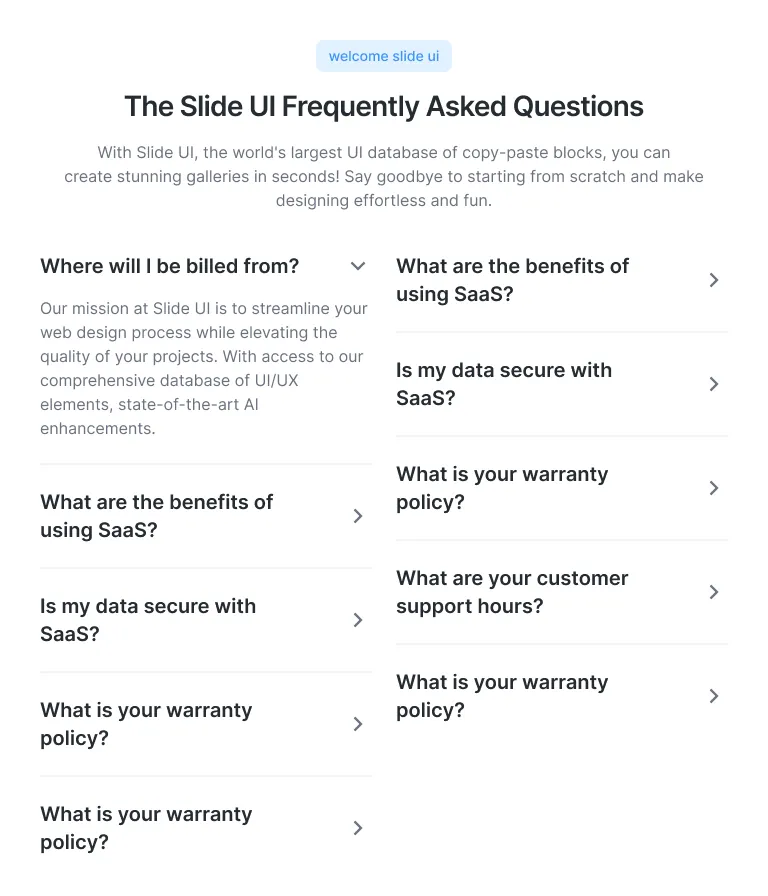 welcome slide ui
The Slide UI Frequently Asked Questions
With Slide UI, the world's largest UI database of copy-paste blocks, you can
create stunning galleries in seconds! Say goodbye to starting from scratch and make
designing effortless and fun.
Where will I be billed from?
Our mission at Slide UI is to streamline your
web design process while elevating the
quality of your projects. With access to our
comprehensive database of UI/UX
elements, state-of-the-art AI
enhancements.
What are the benefits of
using SaaS?
Is my data secure with
SaaS?
What is your warranty
policy?
What is your warranty
policy?
What are the benefits of
using SaaS?
Is my data secure with
SaaS?
What is your warranty
policy?
What are your customer
support hours?
What is your warranty
policy?